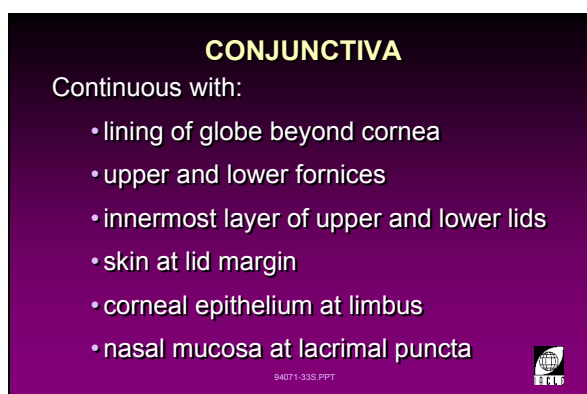 CONJUNCTIVA
Continuous with:
• lining of globe beyond cornea
• upper and lower fornices
• innermost layer of upper and lower lids
• skin at lid margin
• corneal epithelium at limbus
• nasal mucosa at lacrimal puncta
94071-33S.PPT